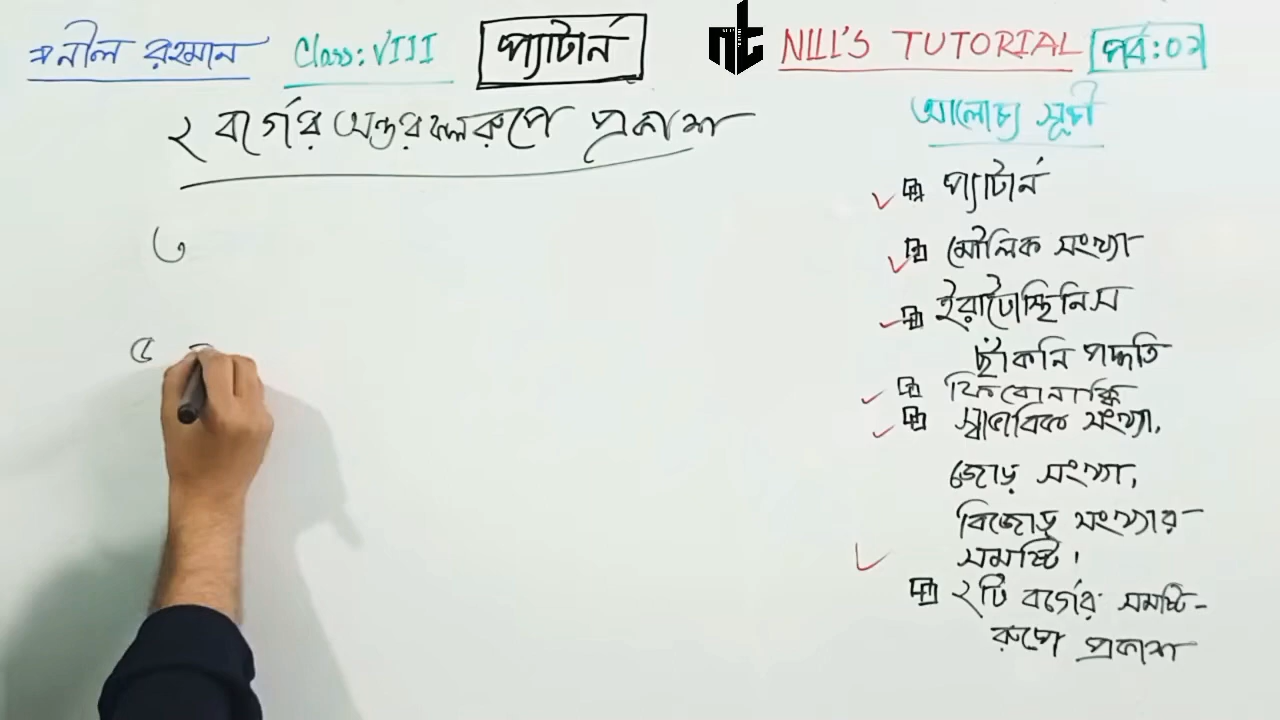 নীল রহমান Class: VIII প্যাটার্ন NILL'S TUTORIAL পর্ব: ০১
২ বর্গের অন্তরফলরূপে প্রকাশ
৩
৫
আলোচ্য সূচী
প্যাটার্ন
মৌলিক সংখ্যা
ইরাটোস্থিনিস
ছাঁকনি পদ্ধতি
ফিবোনাক্কি
স্বাভাবিক সংখ্যা,
জোড় সংখ্যা,
বিজোড় সংখ্যার
সমষ্টি।
২টি বর্গের সমষ্টি-
রূপে প্রকাশ